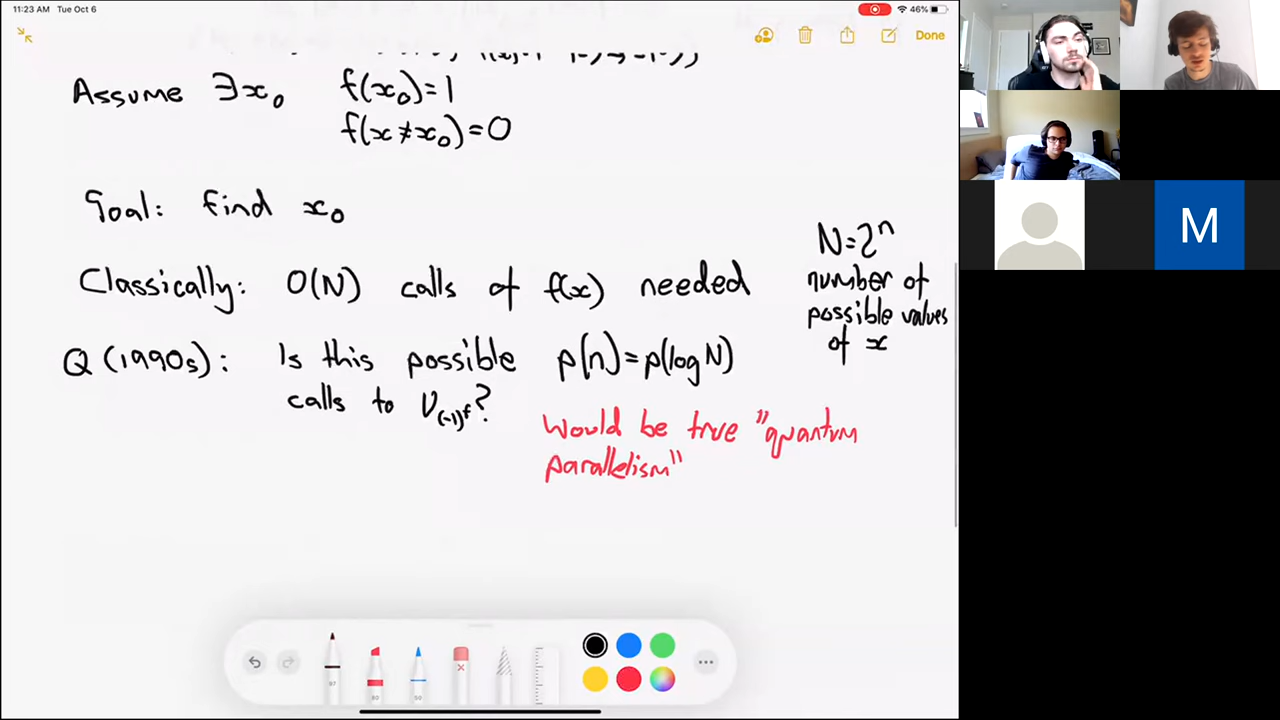 11:23 AM Tue Oct 6
46%
Done
Assume ∃x₀ f(x₀)=1
f(x≠x₀)=0
Goal: find x₀
Classically: O(N) calls of f(x) needed
N=2ⁿ
number of
possible values
of x
Q (1990s): Is this possible p(n)=p(log N)
calls to U₍₋₁₎ᶠ?
Would be true "quantum
parallelism"
M